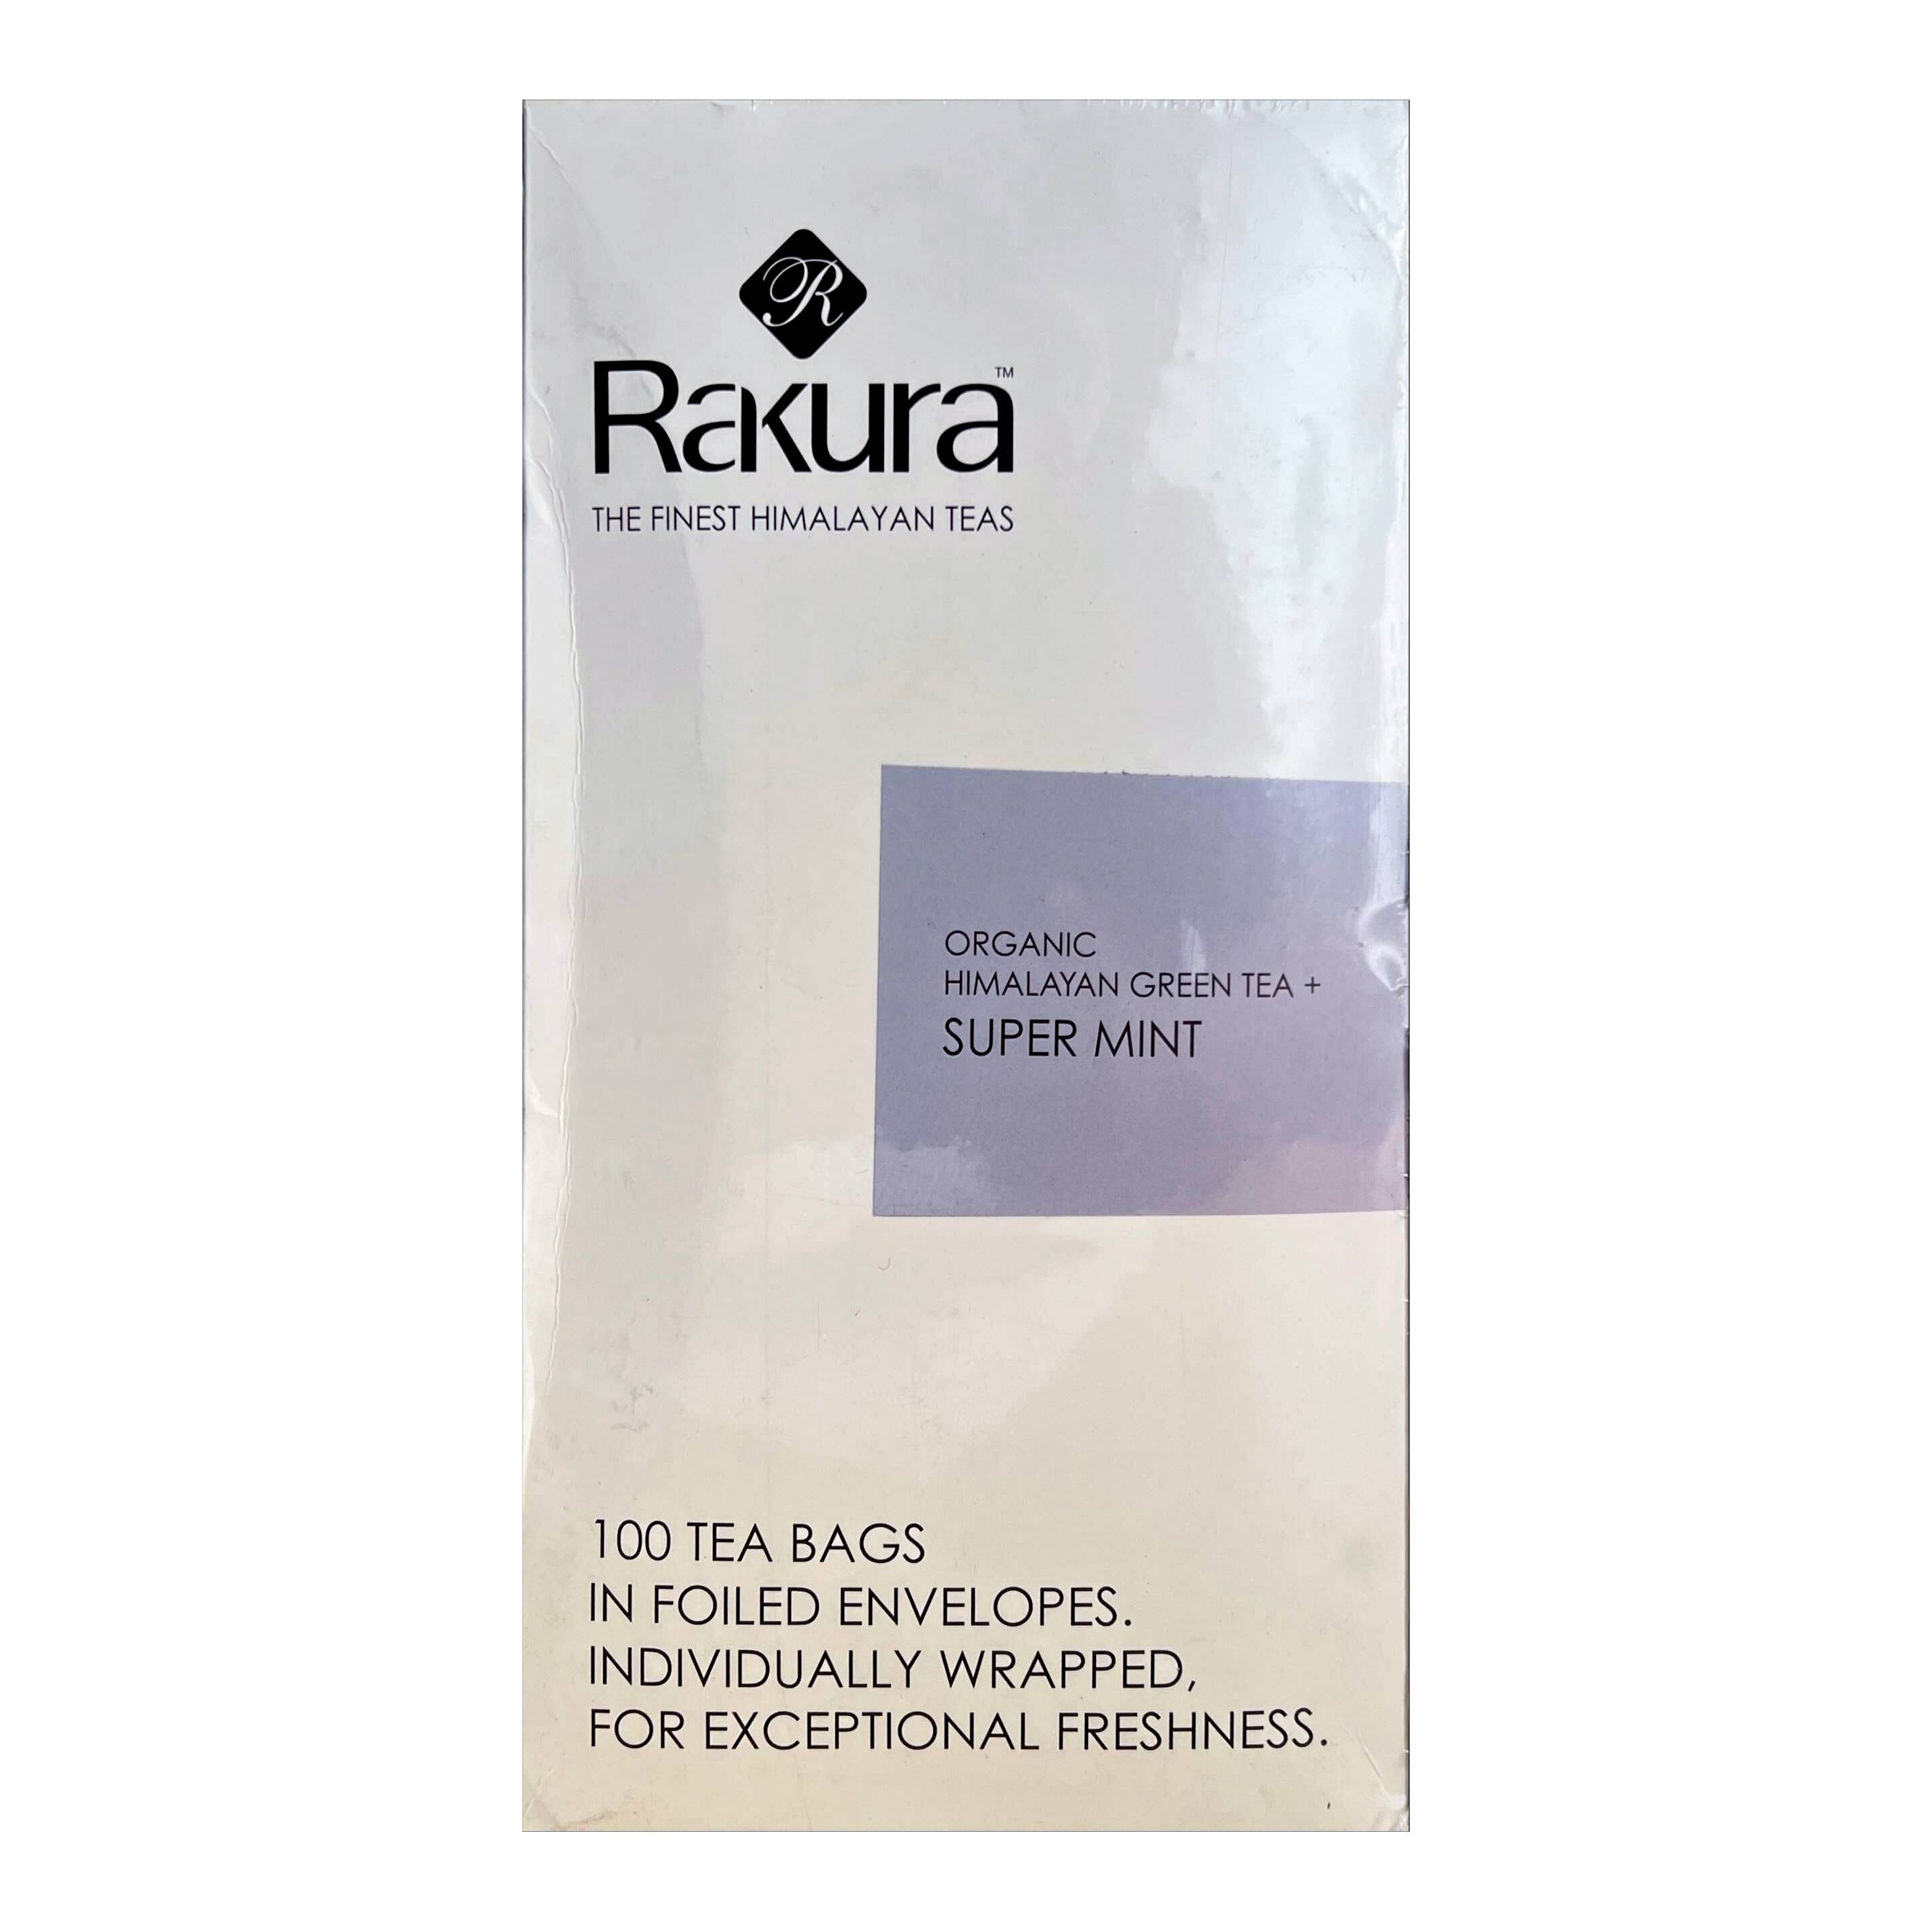 R
Rakura™
THE FINEST HIMALAYAN TEAS
ORGANIC
HIMALAYAN GREEN TEA +
SUPER MINT
100 TEA BAGS
IN FOILED ENVELOPES.
INDIVIDUALLY WRAPPED,
FOR EXCEPTIONAL FRESHNESS.